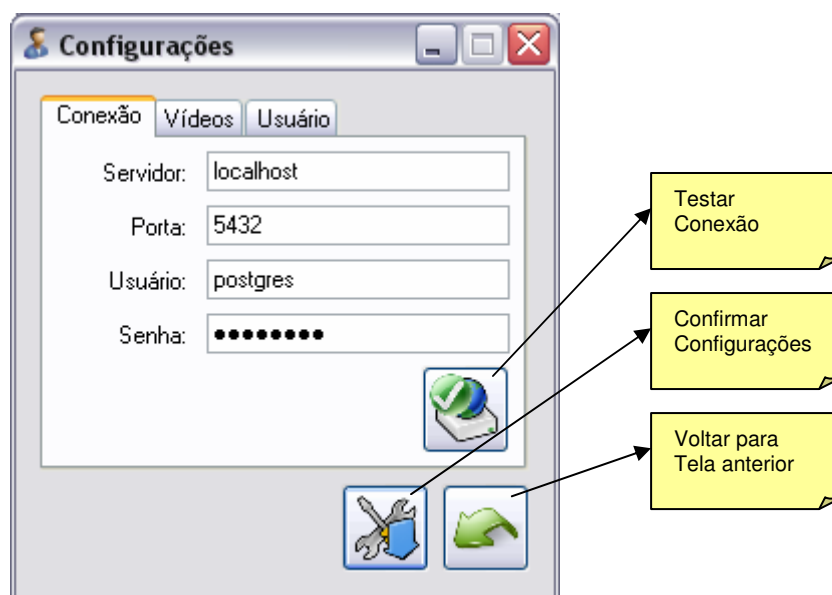 Configurações
Conexão Vídeos Usuário
Servidor: localhost
Porta: 5432
Usuário: postgres
Senha: ●●●●●●●●
Testar
Conexão
Confirmar
Configurações
Voltar para
Tela anterior